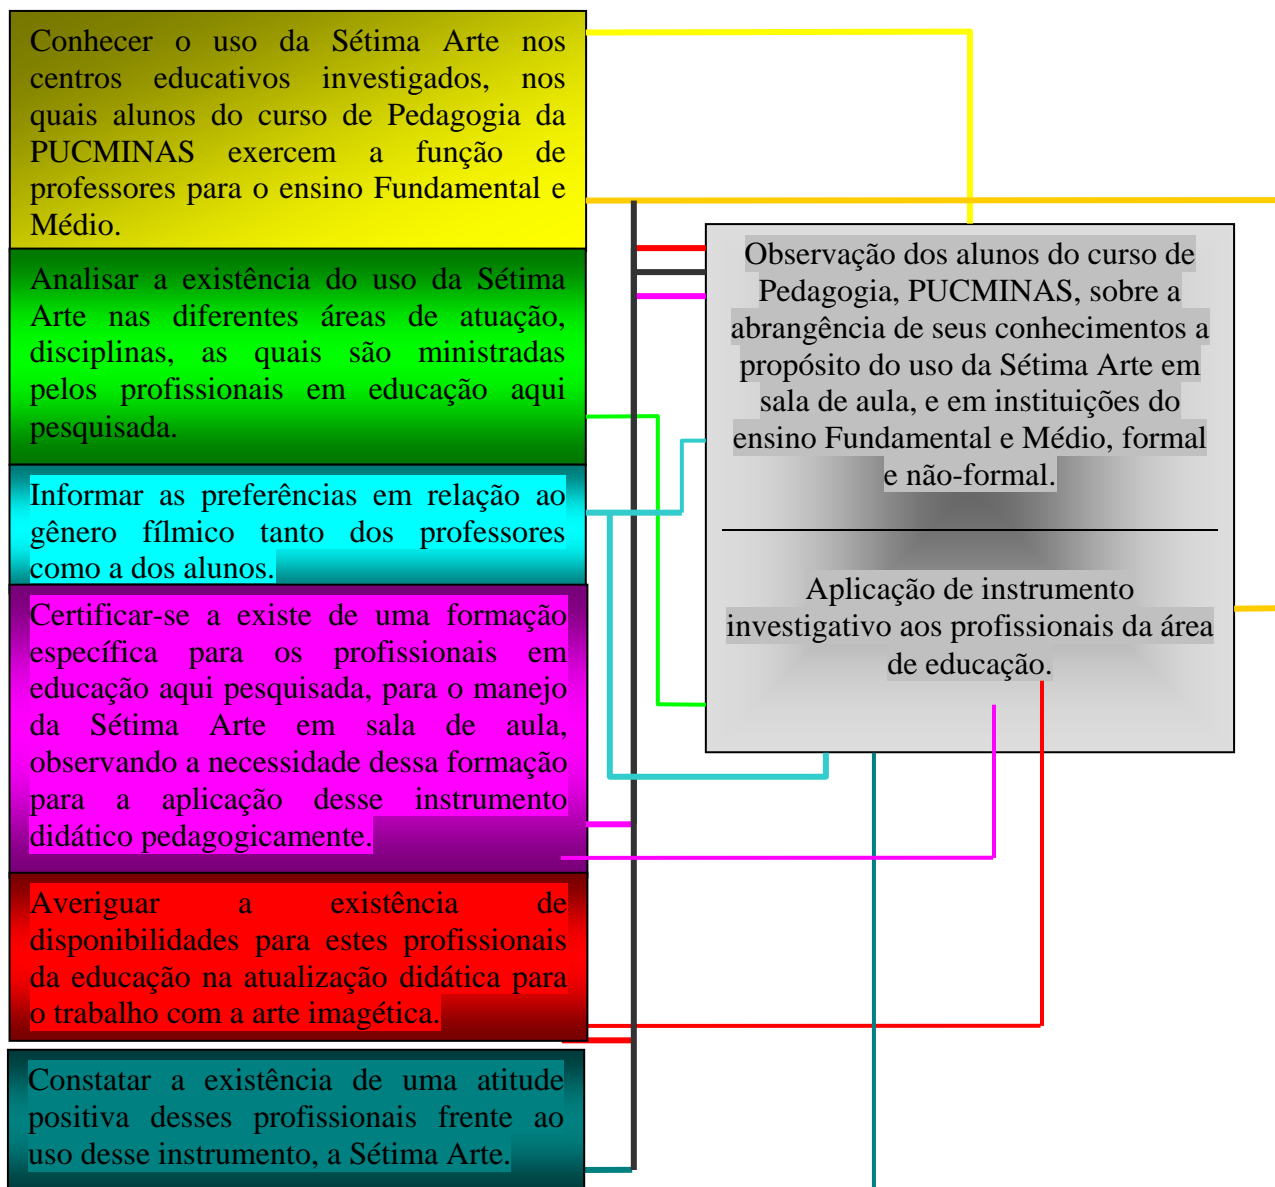 Conhecer o uso da Sétima Arte nos
centros educativos investigados, nos
quais alunos do curso de Pedagogia da
PUCMINAS exercem a função de
professores para o ensino Fundamental e
Médio.
Analisar a existência do uso da Sétima
Arte nas diferentes áreas de atuação,
disciplinas, as quais são ministradas
pelos profissionais em educação aqui
pesquisada.
Informar as preferências em relação ao
gênero fílmico tanto dos professores
como a dos alunos.
Certificar-se a existe de uma formação
específica para os profissionais em
educação aqui pesquisada, para o manejo
da Sétima Arte em sala de aula,
observando a necessidade dessa formação
para a aplicação desse instrumento
didático pedagogicamente.
Averiguar a existência de
disponibilidades para estes profissionais
da educação na atualização didática para
o trabalho com a arte imagética.
Constatar a existência de uma atitude
positiva desses profissionais frente ao
uso desse instrumento, a Sétima Arte.
Observação dos alunos do curso de
Pedagogia, PUCMINAS, sobre a
abrangência de seus conhecimentos a
propósito do uso da Sétima Arte em
sala de aula, e em instituições do
ensino Fundamental e Médio, formal
e não-formal.
Aplicação de instrumento
investigativo aos profissionais da área
de educação.